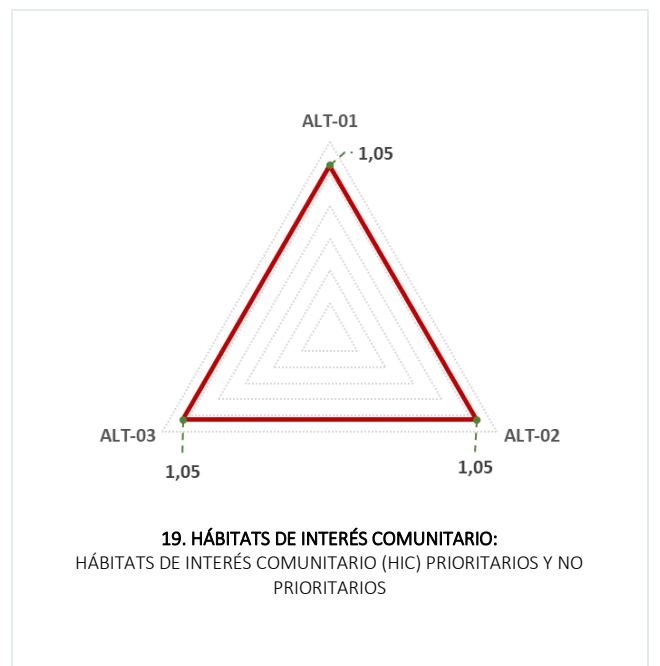 ALT-01
1,05
ALT-03
ALT-02
1,05
1,05
19. HÁBITATS DE INTERÉS COMUNITARIO:
HÁBITATS DE INTERÉS COMUNITARIO (HIC) PRIORITARIOS Y NO
PRIORITARIOS